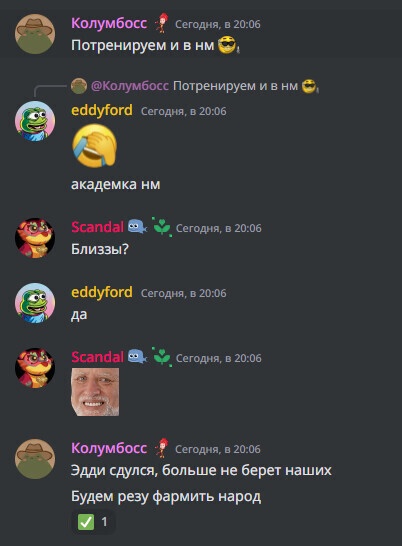 Колумбосс Сегодня, в 20:06
Потренируем и в нм
@Колумбосс Потренируем и в нм
eddyford Сегодня, в 20:06
академка нм
Scandal Сегодня, в 20:06
Близзы?
eddyford Сегодня, в 20:06
да
Scandal Сегодня, в 20:06
Колумбосс Сегодня, в 20:06
Эдди сдулся, больше не берет наших
Будем резу фармить народ
1